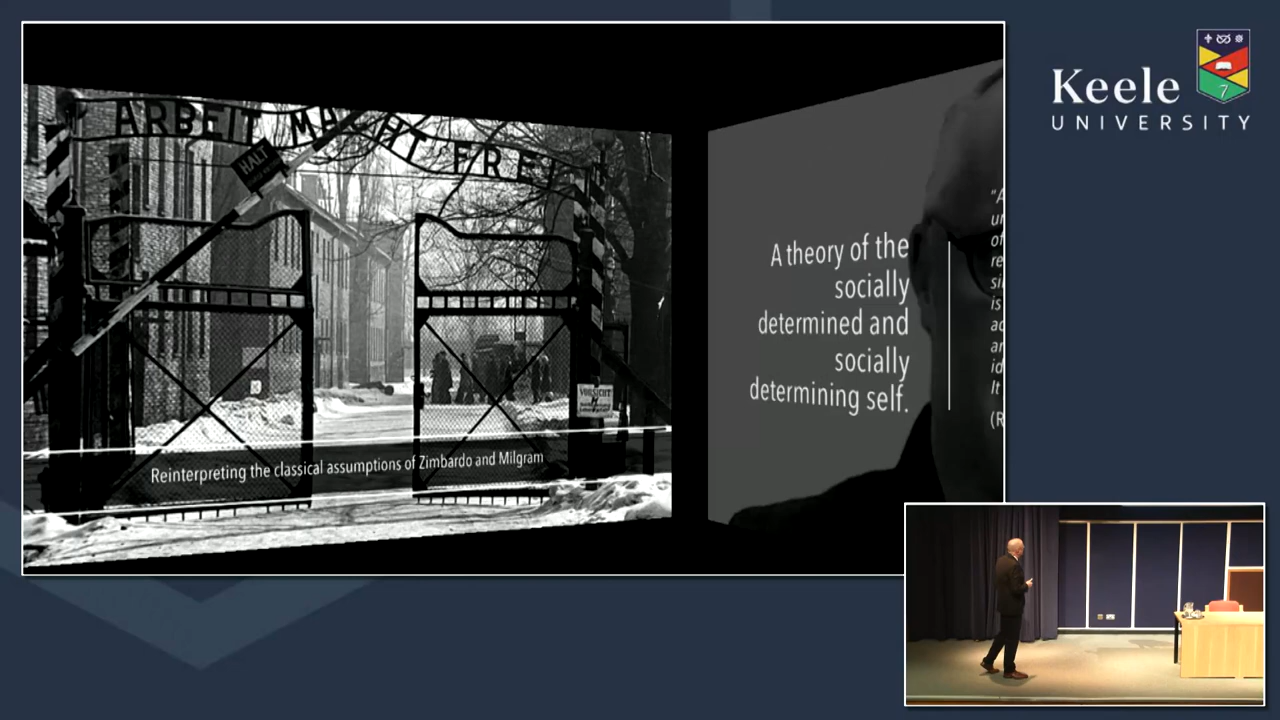 ARBEIT MACHT FREI
HALT
VORSICHT
Reinterpreting the classical assumptions of Zimbardo and Milgram
A theory of the
socially
determined and
socially
determining self.
Keele
UNIVERSITY
7